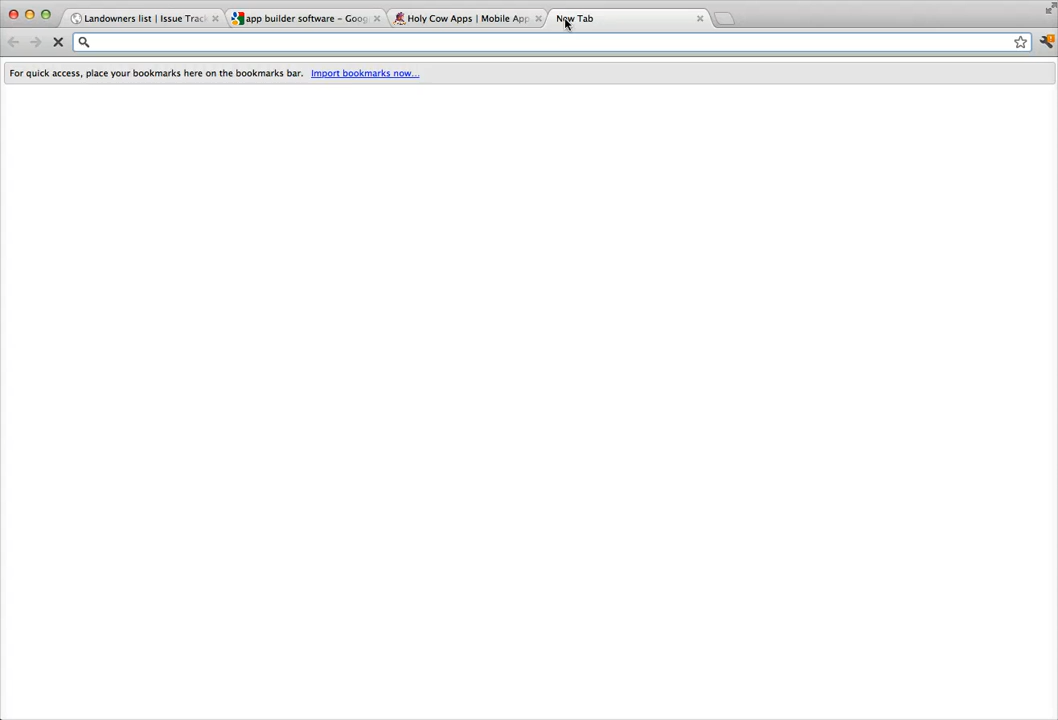 Landowners list | Issue Track
app builder software – Goog
Holy Cow Apps | Mobile App
New Tab
For quick access, place your bookmarks here on the bookmarks bar. Import bookmarks now...